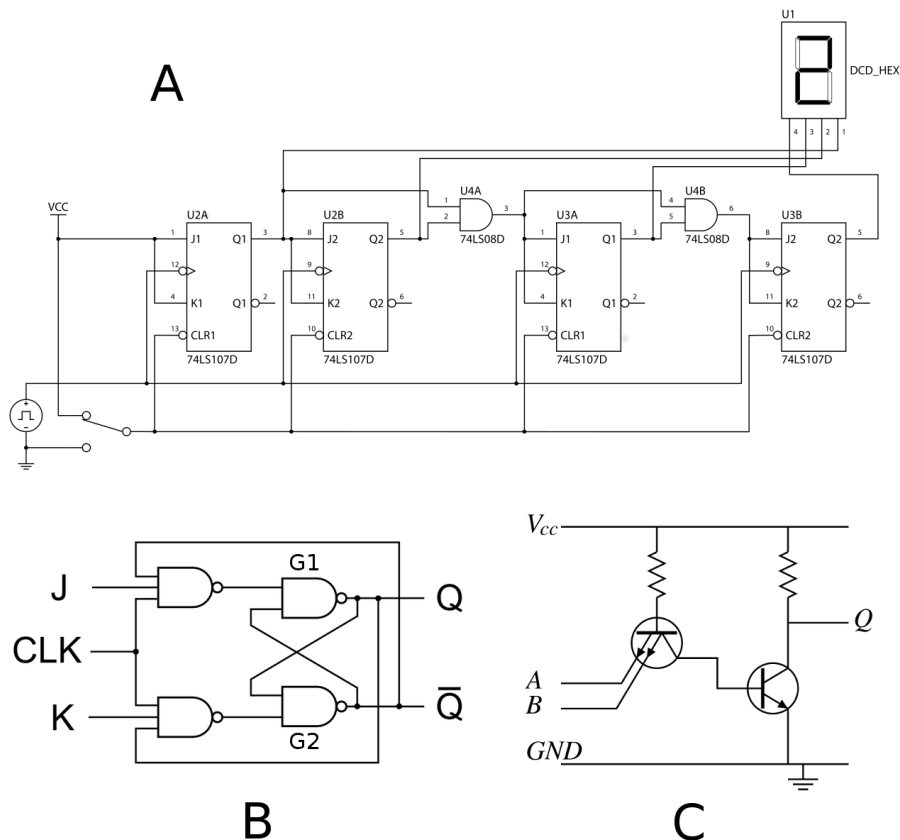 U1
A
DCD_HEX
4 3 2 1
VCC
U2A
U2B
U4A
U3A
U4B
U3B
1 J1 Q1 3
8 J2 Q2 5
1
2
3
74LS08D
1 J1 Q1 3
4
5
6
74LS08D
8 J2 Q2 5
12
9
12
9
4 K1 Q1 2
11 K2 Q2 6
4 K1 Q1 2
11 K2 Q2 6
13 CLR1
10 CLR2
13 CLR1
10 CLR2
74LS107D
74LS107D
74LS107D
74LS107D
+
−
J
CLK
K
G1
G2
Q
Q̅
B
Vcc
A
B
Q
GND
C